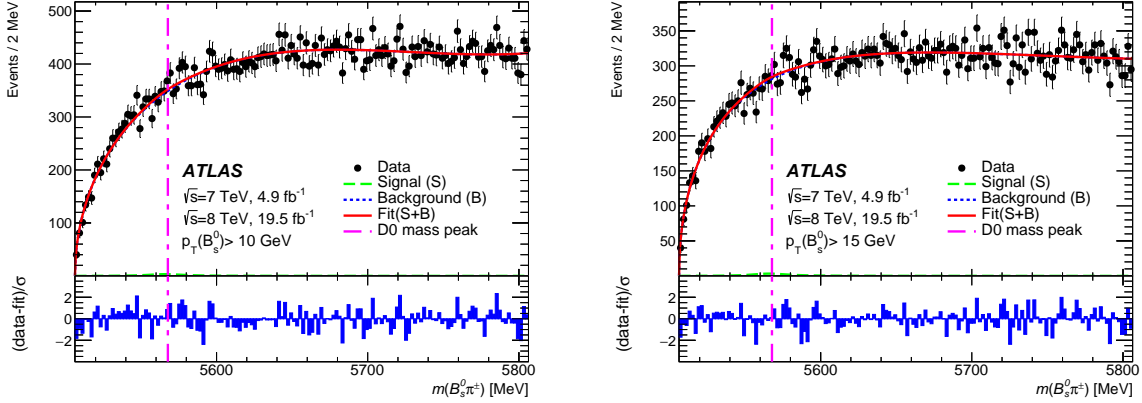 Events / 2 MeV
500
400
300
200
100
ATLAS
√s=7 TeV, 4.9 fb⁻¹
√s=8 TeV, 19.5 fb⁻¹
p_T(B_s^0)> 10 GeV
Data
Signal (S)
Background (B)
Fit(S+B)
D0 mass peak
(data-fit)/σ
2
0
−2
5600
5700
5800
m(B_s^0π^±) [MeV]
Events / 2 MeV
350
300
250
200
150
100
50
ATLAS
√s=7 TeV, 4.9 fb⁻¹
√s=8 TeV, 19.5 fb⁻¹
p_T(B_s^0)> 15 GeV
Data
Signal (S)
Background (B)
Fit(S+B)
D0 mass peak
(data-fit)/σ
2
0
−2
5600
5700
5800
m(B_s^0π^±) [MeV]